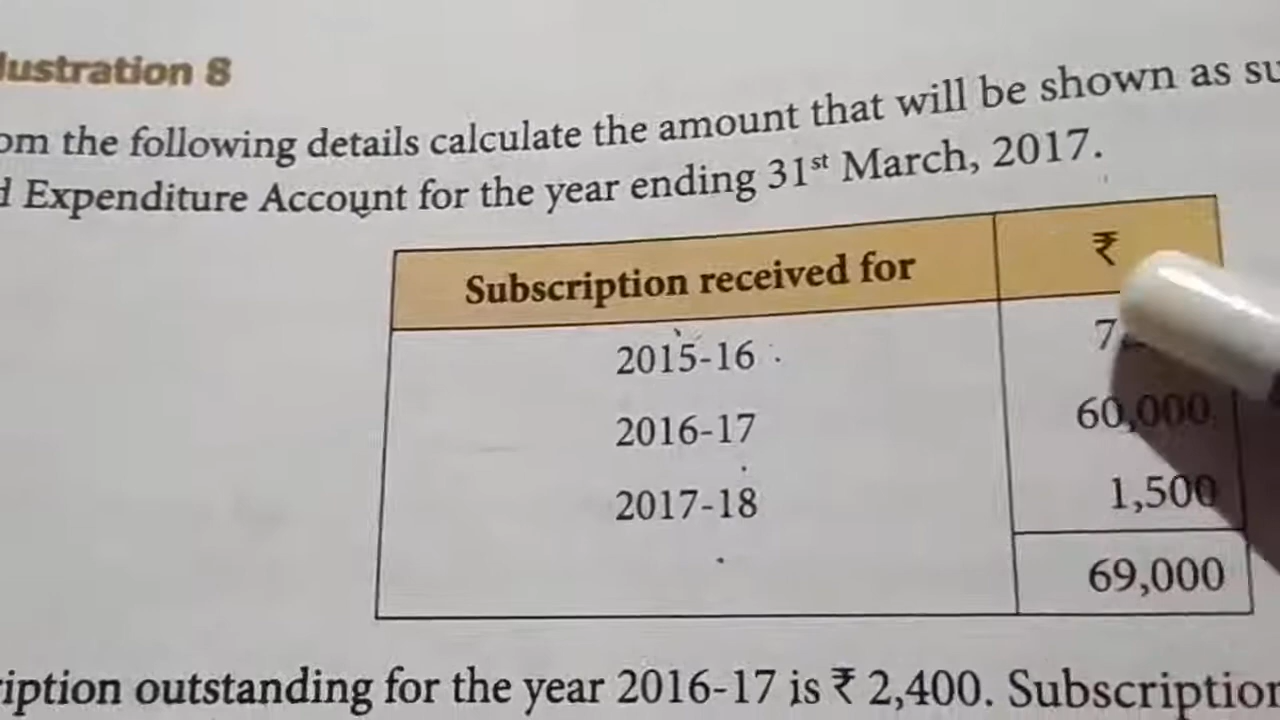 lustration 8
om the following details calculate the amount that will be shown as su
d Expenditure Account for the year ending 31st March, 2017.
Subscription received for ₹
2015-16 7
2016-17 60,000
2017-18 1,500
69,000
iption outstanding for the year 2016-17 is ₹ 2,400. Subscription